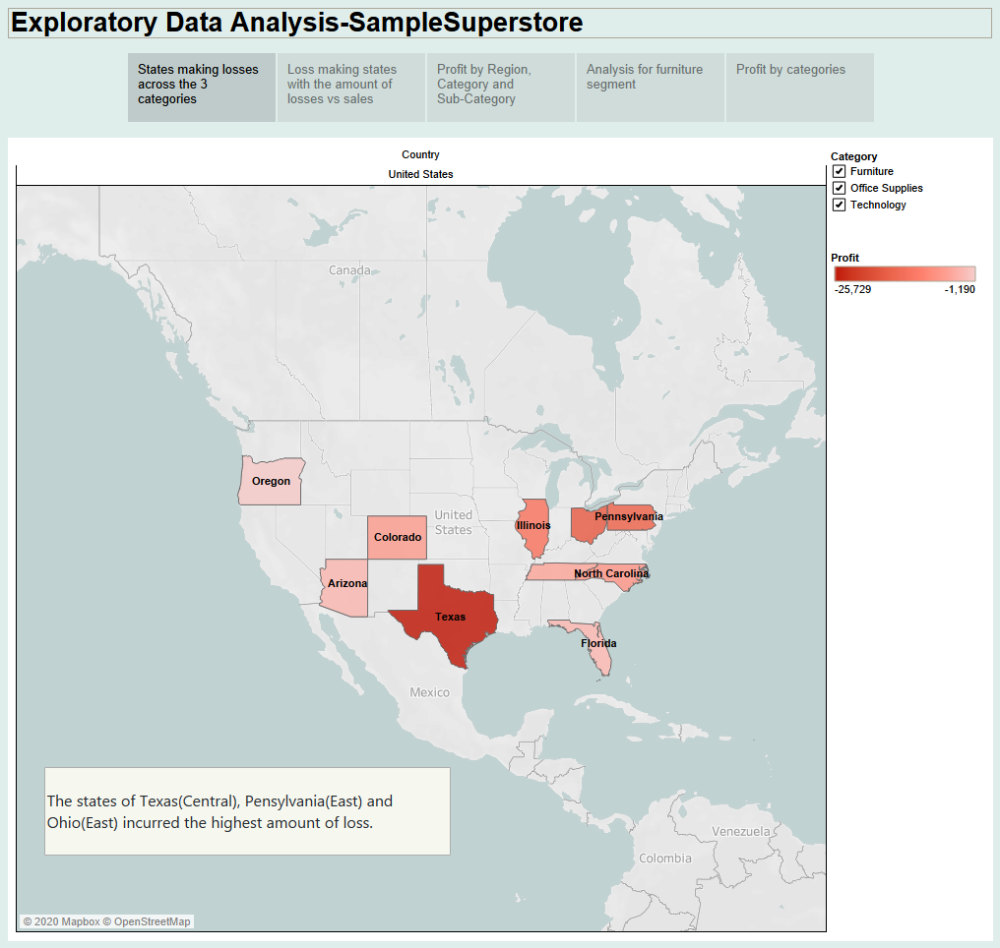 Exploratory Data Analysis-SampleSuperstore
States making losses
across the 3
categories
Loss making states
with the amount of
losses vs sales
Profit by Region,
Category and
Sub-Category
Analysis for furniture
segment
Profit by categories
Country
United States
Category
Furniture
Office Supplies
Technology
Profit
-25,729
-1,190
Canada
Oregon
United
States
Pennsylvania
Illinois
Colorado
North Carolina
Arizona
Texas
Florida
Mexico
The states of Texas(Central), Pensylvania(East) and
Ohio(East) incurred the highest amount of loss.
Venezuela
Colombia
© 2020 Mapbox © OpenStreetMap